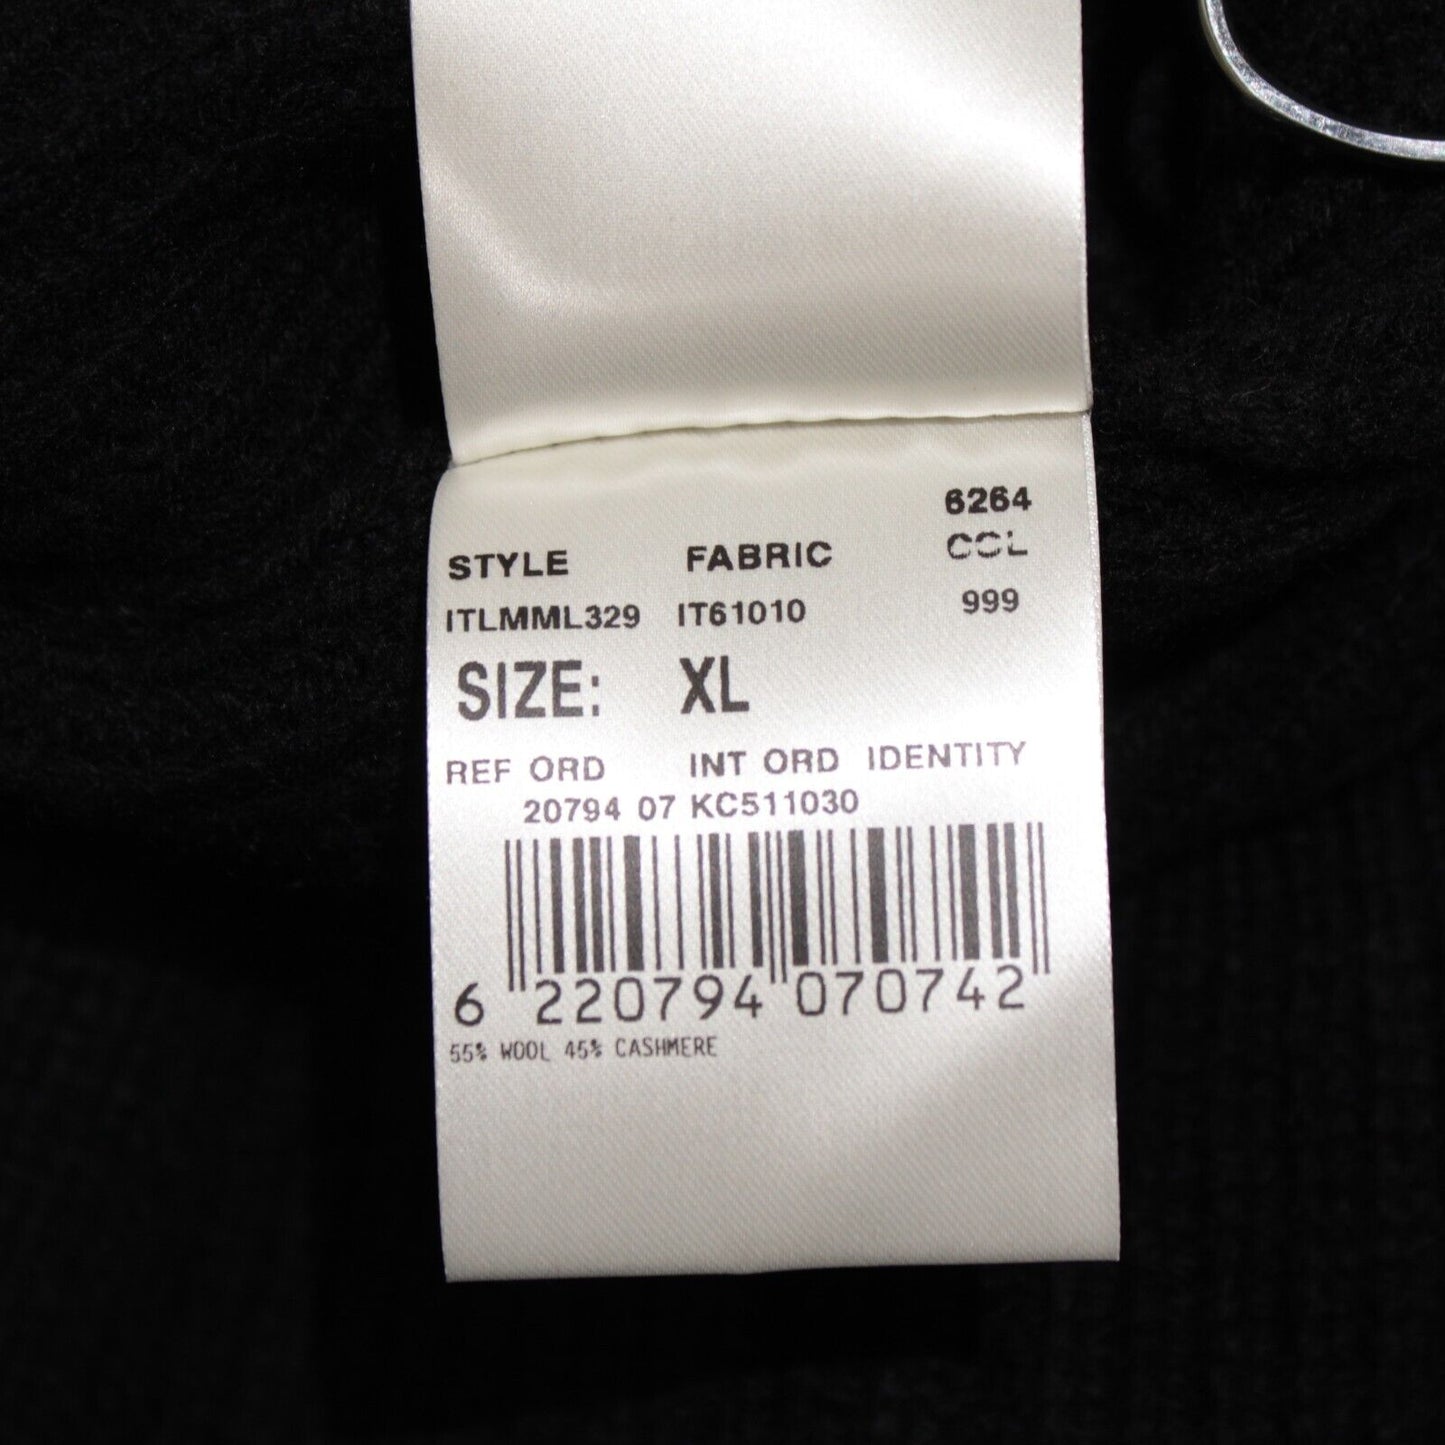 6264
STYLE FABRIC COL
ITLMML329 IT61010 999
SIZE: XL
REF ORD INT ORD IDENTITY
20794 07 KC511030
6 220794 070742
55% WOOL 45% CASHMERE